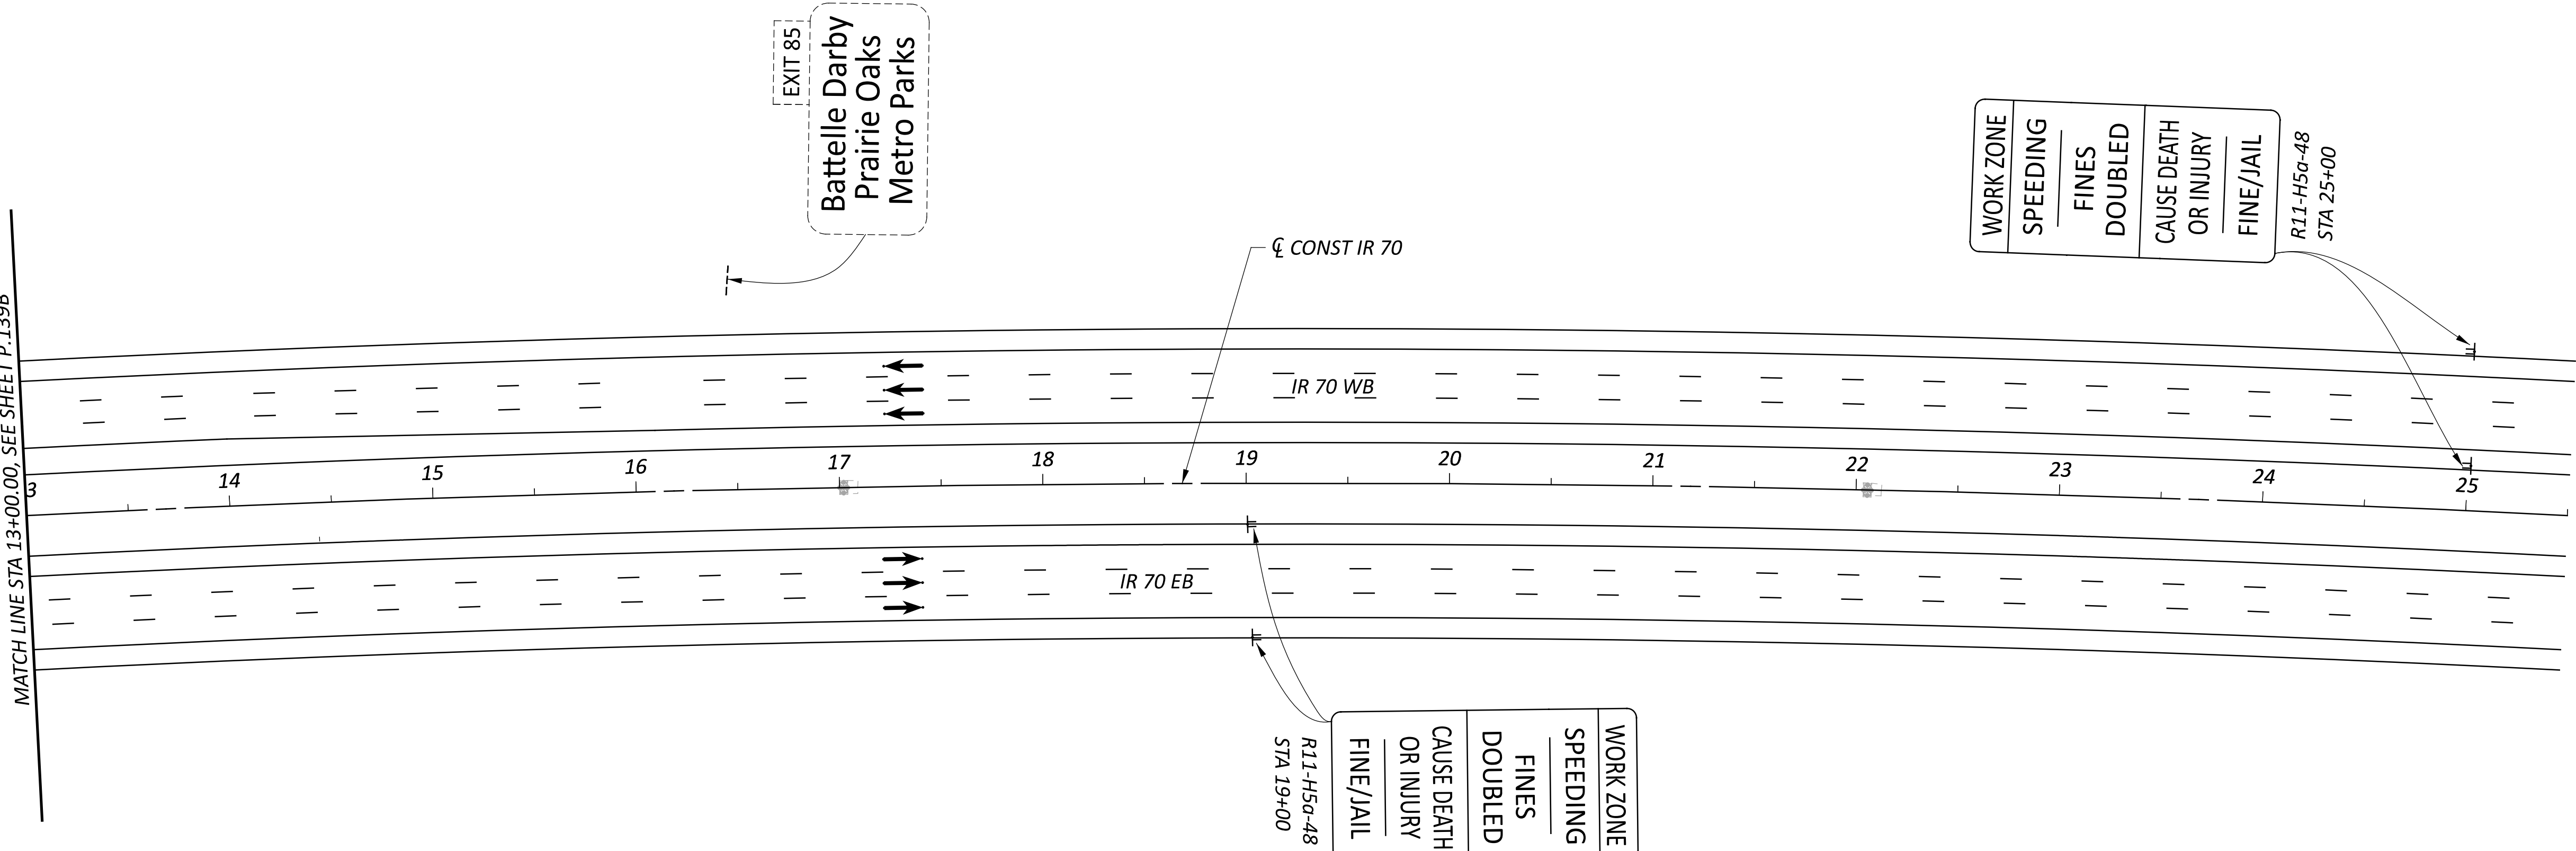 EXIT 85
Battelle Darby
Prairie Oaks
Metro Parks
WORK ZONE
SPEEDING
FINES
DOUBLED
CAUSE DEATH
OR INJURY
FINE/JAIL
R11-H5a-48
STA 25+00
℄ CONST IR 70
MATCH LINE STA 13+00.00, SEE SHEET P.139B
IR 70 WB
3 14 15 16 17 18 19 20 21 22 23 24 25
IR 70 EB
WORK ZONE
SPEEDING
FINES
DOUBLED
CAUSE DEATH
OR INJURY
FINE/JAIL
R11-H5a-48
STA 19+00